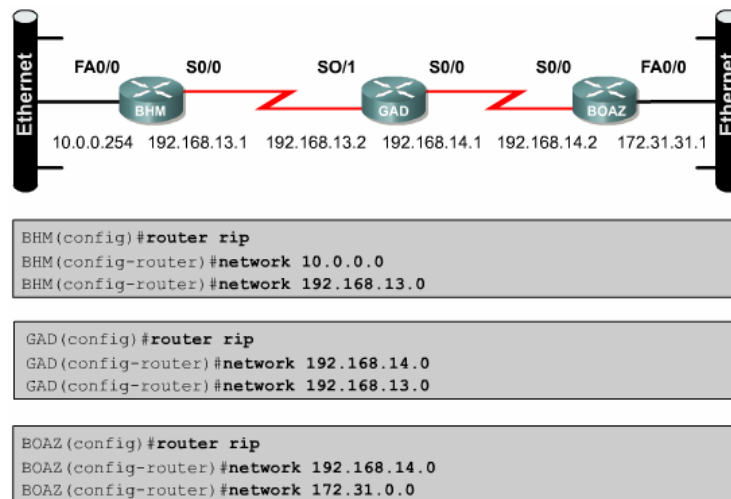 Ethernet
FA0/0 S0/0 SO/1 S0/0 S0/0 FA0/0
BHM GAD BOAZ
10.0.0.254 192.168.13.1 192.168.13.2 192.168.14.1 192.168.14.2 172.31.31.1
Ethernet
BHM(config)#router rip
BHM(config-router)#network 10.0.0.0
BHM(config-router)#network 192.168.13.0
GAD(config)#router rip
GAD(config-router)#network 192.168.14.0
GAD(config-router)#network 192.168.13.0
BOAZ(config)#router rip
BOAZ(config-router)#network 192.168.14.0
BOAZ(config-router)#network 172.31.0.0